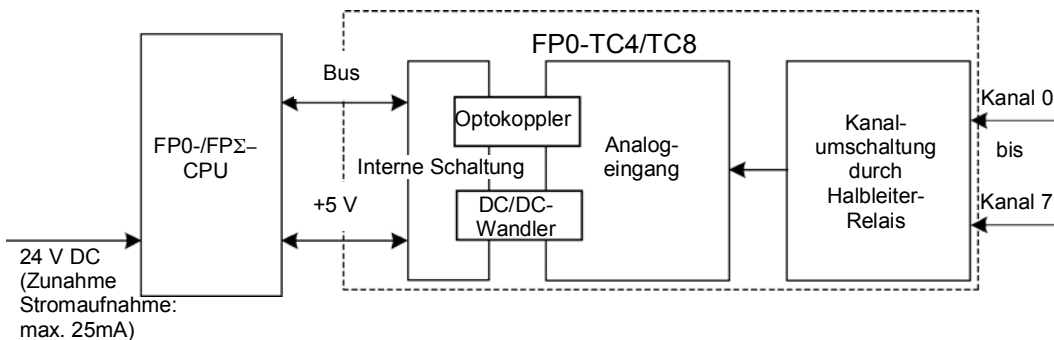 FP0-TC4/TC8
Bus
Kanal 0
Optokoppler
Kanal-
umschaltung
durch
Halbleiter-
Relais
FP0-/FPΣ–
CPU
Analog-
eingang
bis
Interne Schaltung
+5 V
DC/DC-
Wandler
Kanal 7
24 V DC
(Zunahme
Stromaufnahme:
max. 25mA)